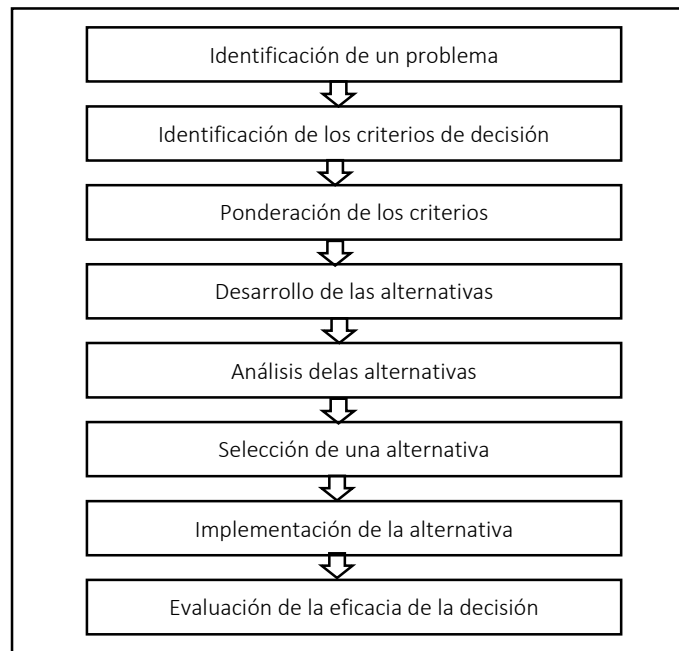 Identificación de un problema
Identificación de los criterios de decisión
Ponderación de los criterios
Desarrollo de las alternativas
Análisis delas alternativas
Selección de una alternativa
Implementación de la alternativa
Evaluación de la eficacia de la decisión